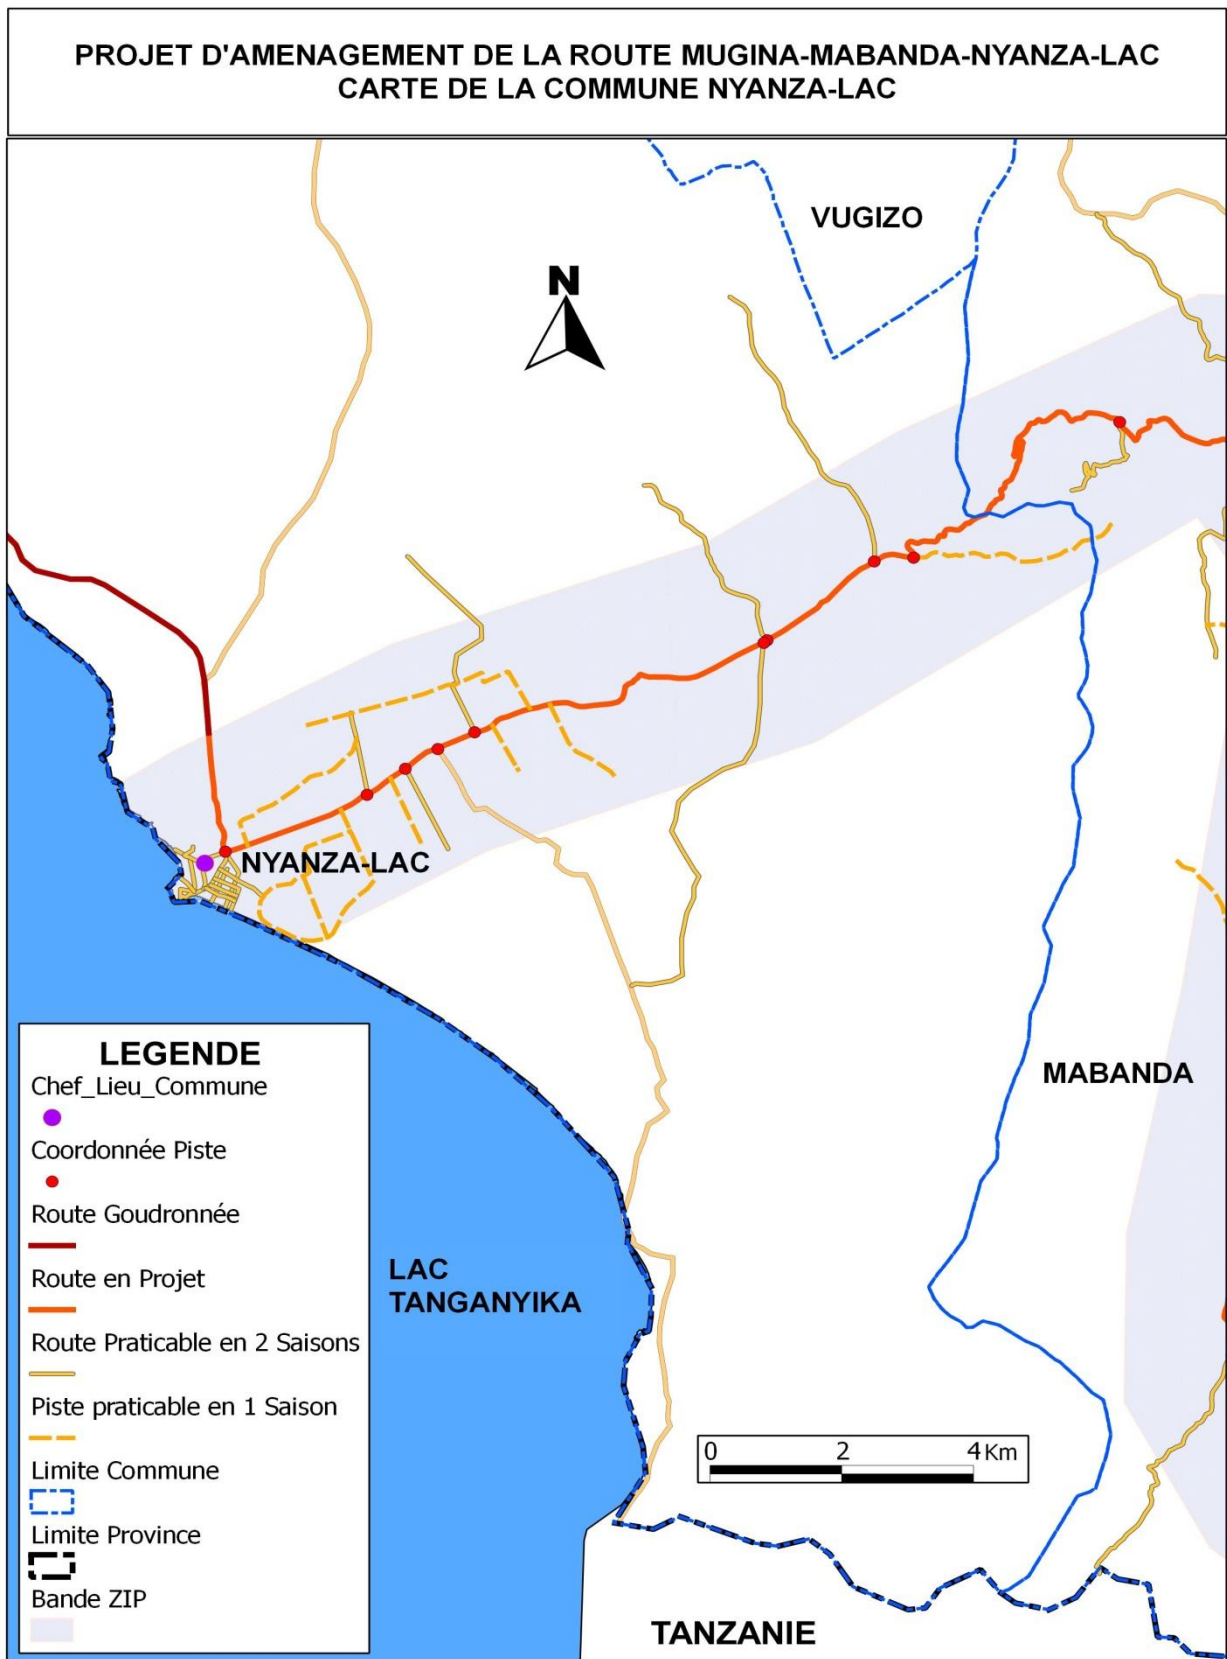 PROJET D'AMENAGEMENT DE LA ROUTE MUGINA-MABANDA-NYANZA-LAC
CARTE DE LA COMMUNE NYANZA-LAC
VUGIZO
N
NYANZA-LAC
MABANDA
LAC
TANGANYIKA
TANZANIE
0 2 4 Km
LEGENDE
Chef_Lieu_Commune
Coordonnée Piste
Route Goudronnée
Route en Projet
Route Praticable en 2 Saisons
Piste praticable en 1 Saison
Limite Commune
Limite Province
Bande ZIP